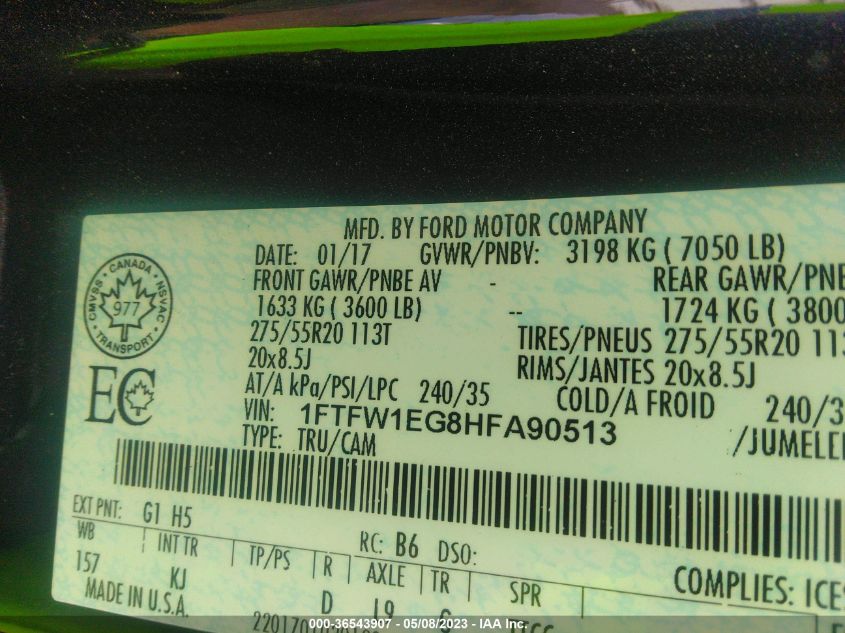 MFD. BY FORD MOTOR COMPANY
DATE: 01/17 GVWR/PNBV: 3198 KG ( 7050 LB)
FRONT GAWR/PNBE AV - REAR GAWR/PNB
1633 KG ( 3600 LB) -- 1724 KG ( 3800
275/55R20 113T TIRES/PNEUS 275/55R20 113
20x8.5J RIMS/JANTES 20x8.5J
AT/A kPa/PSI/LPC 240/35 COLD/A FROID 240/3
VIN: 1FTFW1EG8HFA90513
TYPE: TRU/CAM /JUMELE
CANADA
CMVSS NSVAC
977
TRANSPORT
EC
EXT PNT: G1 H5 RC: B6 DSO:
WB INT TR TP/PS R AXLE TR SPR COMPLIES: ICES
157 KJ D L9 G
MADE IN U.S.A.
000-36543907 - 05/08/2023 - IAA Inc.